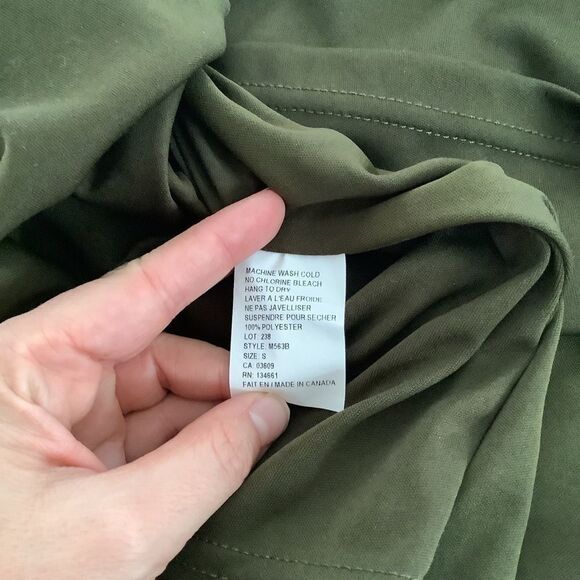 MACHINE WASH COLD
NO CHLORINE BLEACH
HANG TO DRY
LAVER A L'EAU FROIDE
NE PAS JAVELLISER
SUSPENDRE POUR SECHER
100% POLYESTER
LOT: 238
STYLE: M563B
SIZE: S
CA: 03609
RN: 134661
FAIT EN / MADE IN CANADA